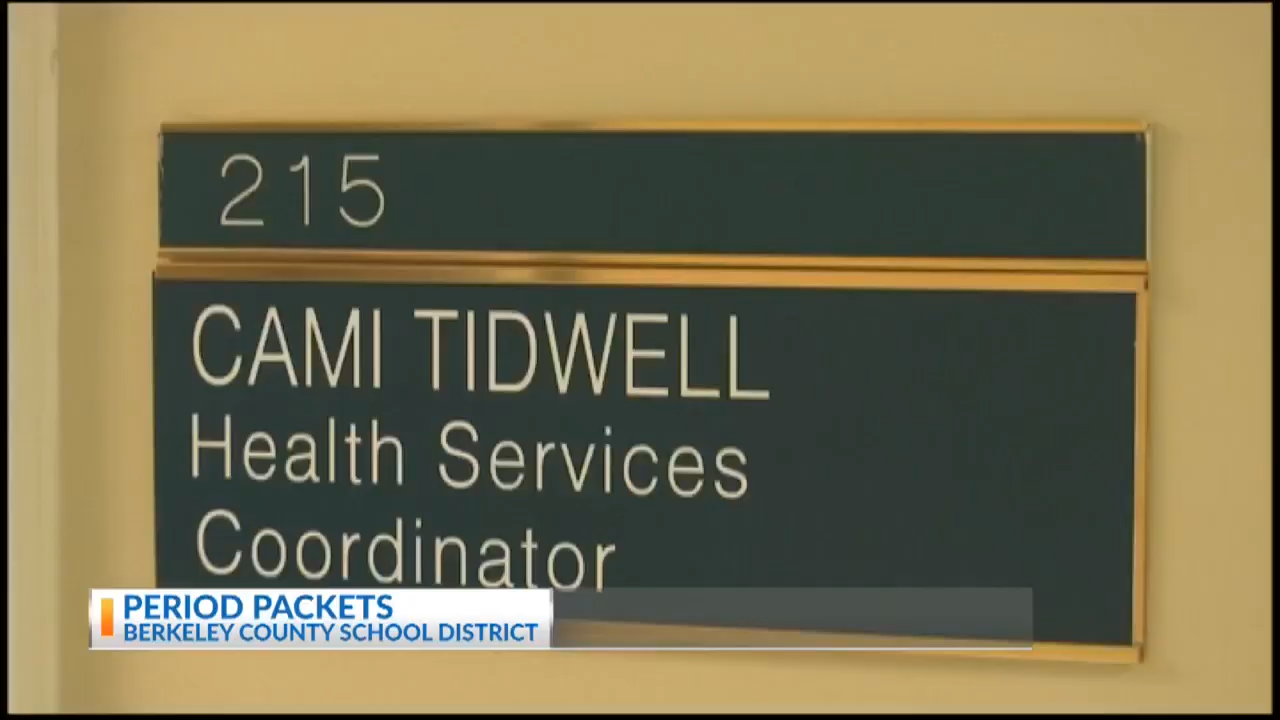 215
CAMI TIDWELL
Health Services
Coordinator
PERIOD PACKETS
BERKELEY COUNTY SCHOOL DISTRICT